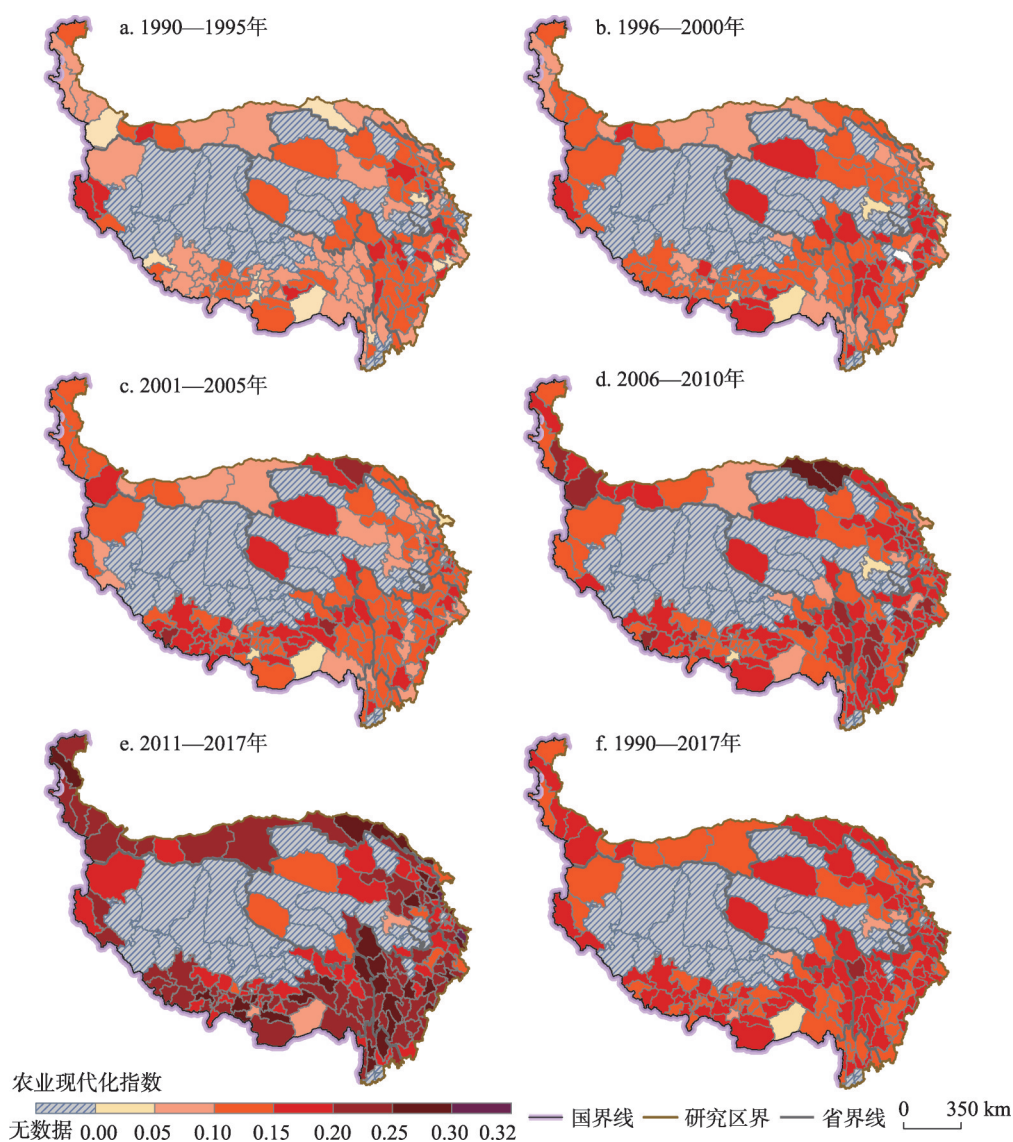 a. 1990—1995年
b. 1996—2000年
c. 2001—2005年
d. 2006—2010年
e. 2011—2017年
f. 1990—2017年
农业现代化指数
无数据 0.00 0.05 0.10 0.15 0.20 0.25 0.30 0.32
国界线 研究区界 省界线 0 350 km